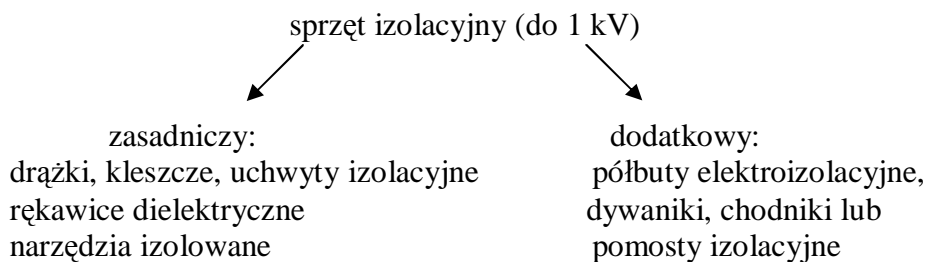 sprzęt izolacyjny (do 1 kV)
zasadniczy:
drążki, kleszcze, uchwyty izolacyjne
rękawice dielektryczne
narzędzia izolowane
dodatkowy:
półbuty elektroizolacyjne,
dywaniki, chodniki lub
pomosty izolacyjne